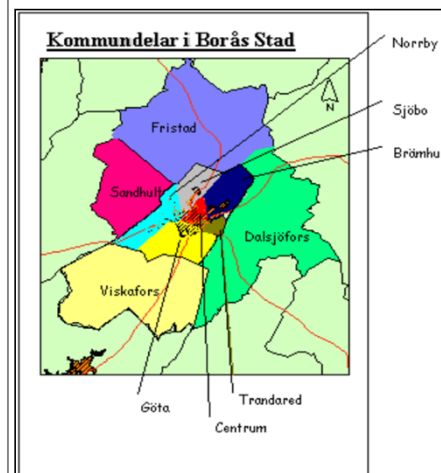 Kommundelar i Borås Stad
Norrby
N
Sjöbo
Fristad
Brämhu
Sandhult
Dalsjöfors
Viskafors
Göta
Trandared
Centrum